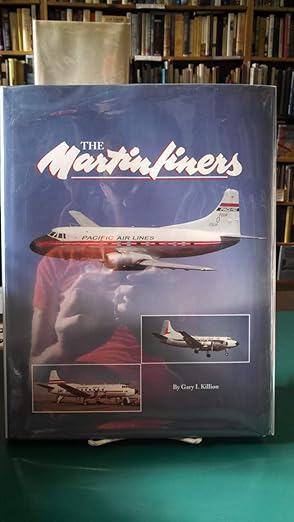 THE
Martinliners
PACIFIC AIR LINES
By Gary L. Killion